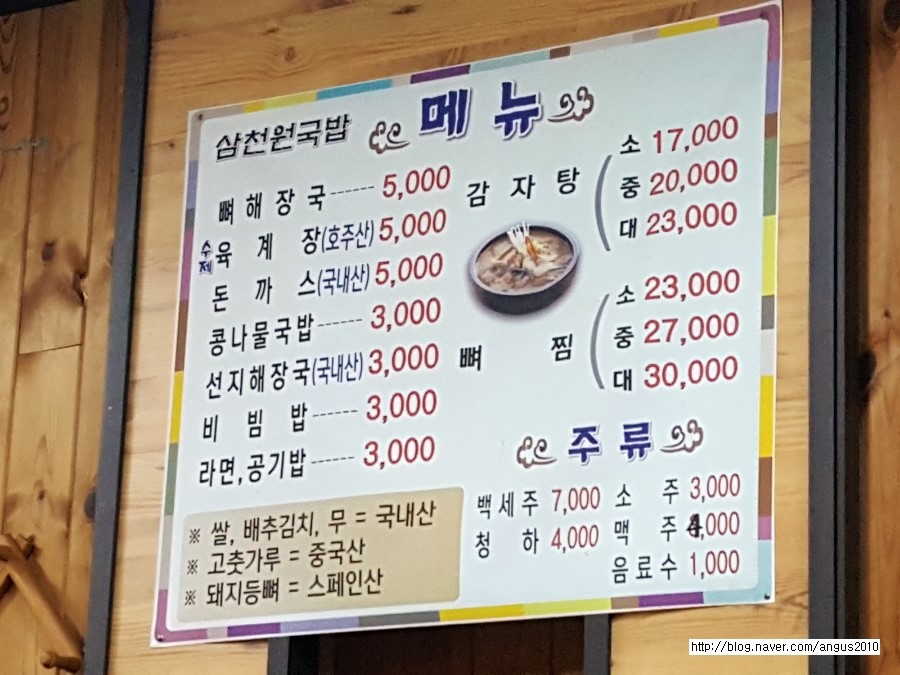 삼천원국밥
메뉴
뼈해장국------ 5,000
수제
육계장(호주산) 5,000
돈까스(국내산) 5,000
콩나물국밥------ 3,000
선지해장국(국내산) 3,000
비빔밥------ 3,000
라면,공기밥------ 3,000
감자탕
소 17,000
중 20,000
대 23,000
뼈찜
소 23,000
중 27,000
대 30,000
주류
백세주 7,000
청하 4,000
소주 3,000
맥주 4,000
음료수 1,000
※ 쌀, 배추김치, 무 = 국내산
※ 고춧가루 = 중국산
※ 돼지등뼈 = 스페인산
http://blog.naver.com/angus2010